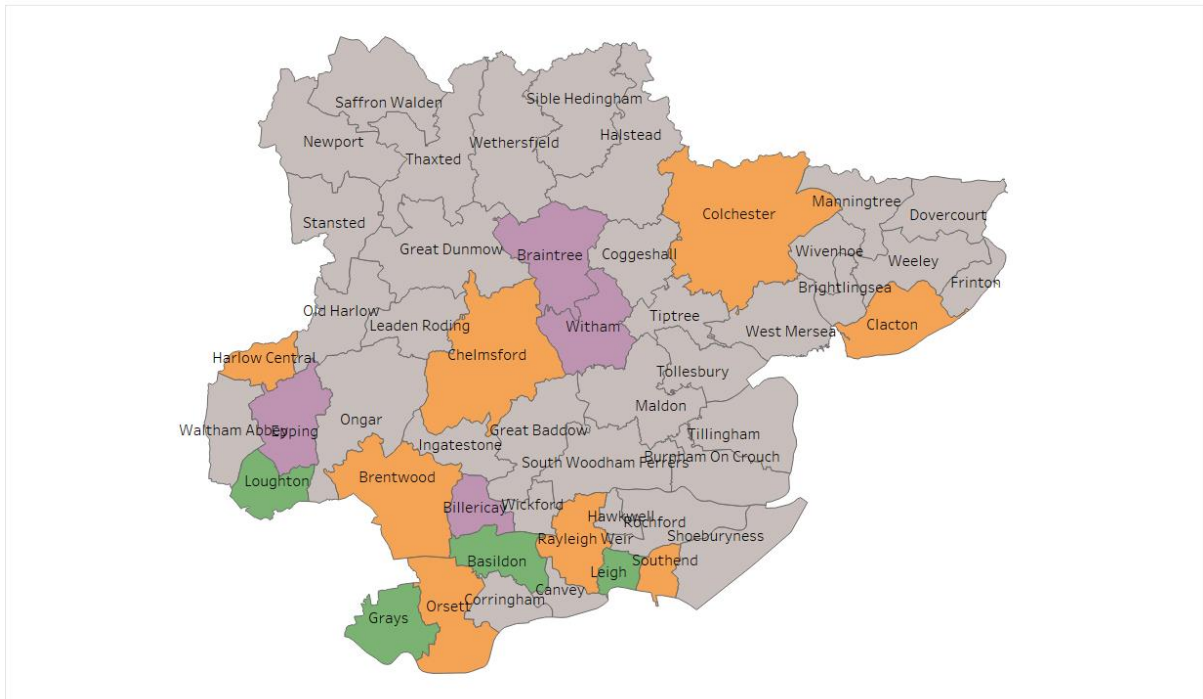 Saffron Walden
Sible Hedingham
Newport
Wethersfield
Halstead
Thaxted
Manningtree
Colchester
Dovercourt
Stansted
Great Dunmow
Braintree
Coggeshall
Wivenhoe
Weeley
Frinton
Brightlingsea
Old Harlow
Leaden Roding
Witham
Tiptree
West Mersea
Clacton
Harlow Central
Chelmsford
Tollesbury
Maldon
Ongar
Waltham Abbey
Epping
Great Baddow
Tillingham
Ingatestone
Burnham On Crouch
South Woodham Ferrers
Loughton
Brentwood
Billericay
Wickford
Hawkwell
Rochford
Rayleigh Weir
Shoeburyness
Basildon
Leigh
Southend
Canvey
Corringham
Orsett
Grays